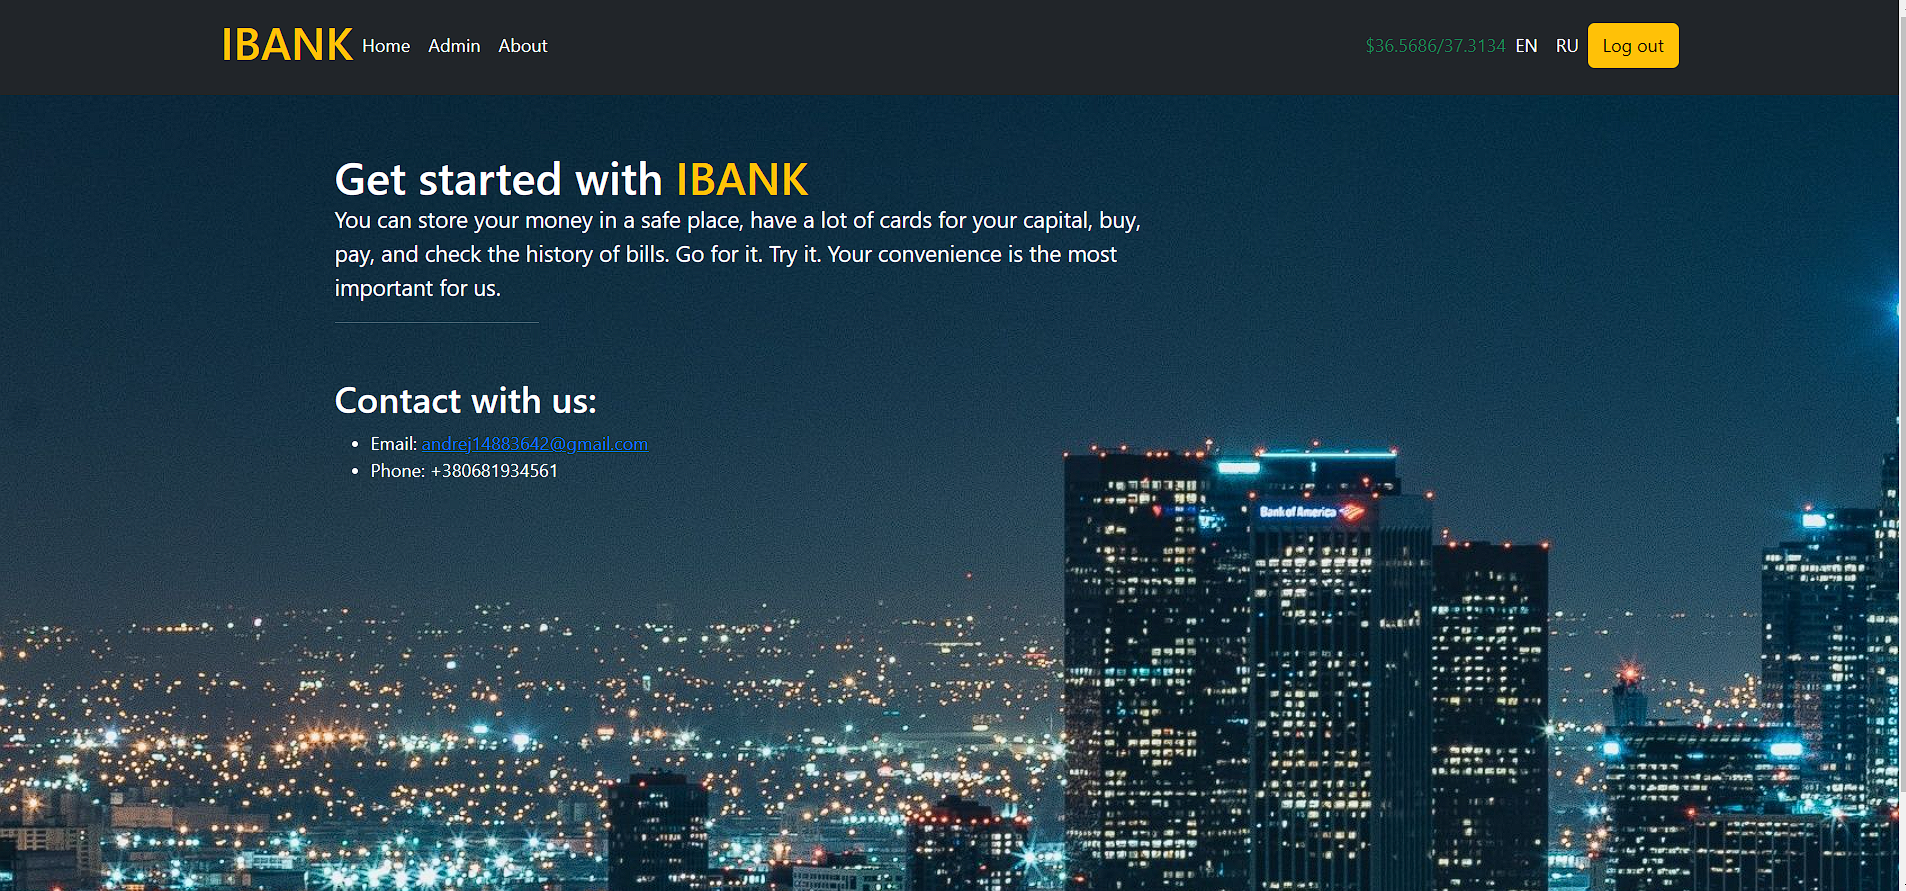 IBANK Home Admin About $36.5686/37.3134 EN RU Log out
Get started with IBANK
You can store your money in a safe place, have a lot of cards for your capital, buy,
pay, and check the history of bills. Go for it. Try it. Your convenience is the most
important for us.
Contact with us:
• Email: andrej14883642@gmail.com
• Phone: +380681934561
Bank of America